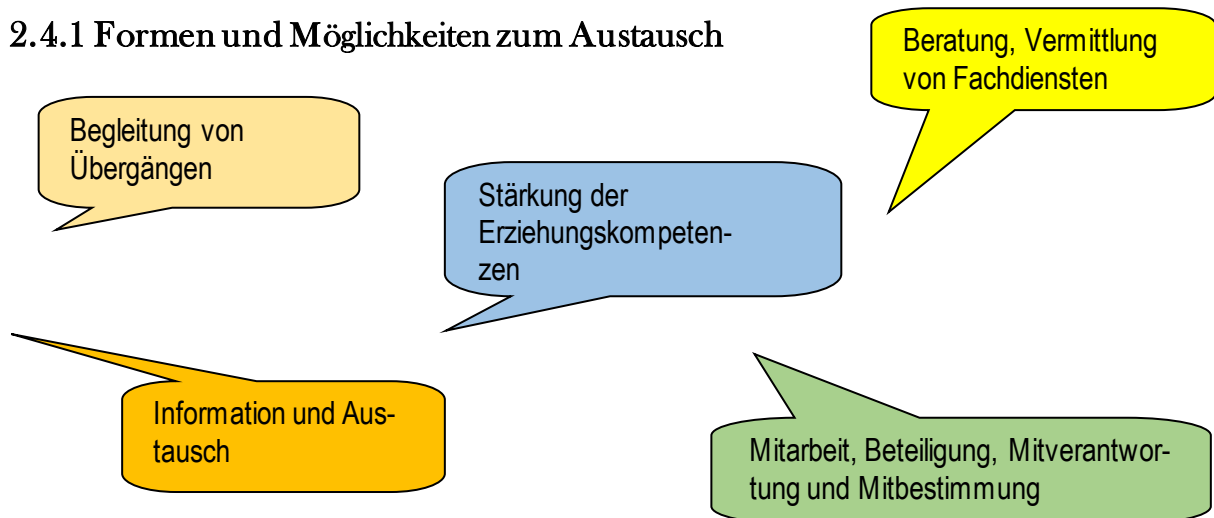 2.4.1 Formen und Möglichkeiten zum Austausch
Beratung, Vermittlung
von Fachdiensten
Begleitung von
Übergängen
Stärkung der
Erziehungskompeten-
zen
Information und Aus-
tausch
Mitarbeit, Beteiligung, Mitverantwor-
tung und Mitbestimmung